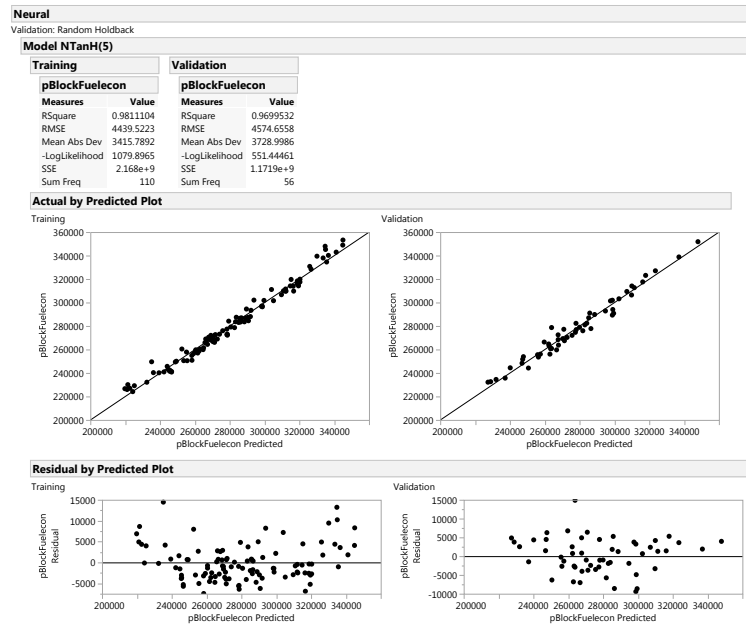 Neural
Validation: Random Holdback
Model NTanH(5)
Training Validation
pBlockFuelecon pBlockFuelecon
Measures Value Measures Value
RSquare 0.9811104 RSquare 0.9699532
RMSE 4439.5223 RMSE 4574.6558
Mean Abs Dev 3415.7892 Mean Abs Dev 3728.9986
-LogLikelihood 1079.8965 -LogLikelihood 551.44461
SSE 2.168e+9 SSE 1.1719e+9
Sum Freq 110 Sum Freq 56
Actual by Predicted Plot
Training Validation
360000 360000
340000 340000
320000 320000
300000 300000
280000 280000
260000 260000
240000 240000
220000 220000
200000 200000
pBlockFuelecon pBlockFuelecon
200000 240000 260000 280000 300000 320000 340000 200000 240000 260000 280000 300000 320000 340000
pBlockFuelecon Predicted pBlockFuelecon Predicted
Residual by Predicted Plot
Training Validation
15000 15000
10000 10000
5000 5000
0 0
-5000 -5000
-10000
pBlockFuelecon Residual pBlockFuelecon Residual
200000 240000 260000 280000 300000 320000 340000 200000 240000 260000 280000 300000 320000 340000
pBlockFuelecon Predicted pBlockFuelecon Predicted